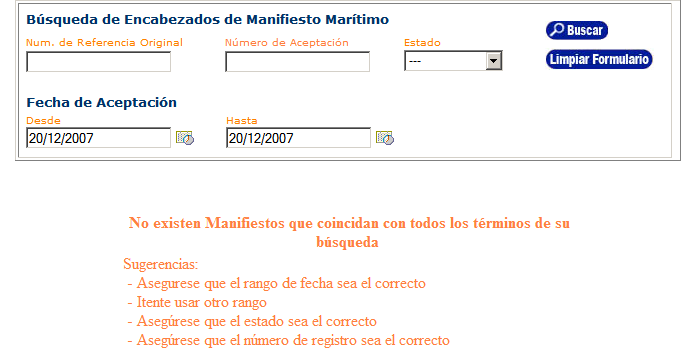 Búsqueda de Encabezados de Manifiesto Marítimo
Num. de Referencia Original Número de Aceptación Estado
Buscar
---
Limpiar Formulario
Fecha de Aceptación
Desde Hasta
20/12/2007 20/12/2007
No existen Manifiestos que coincidan con todos los términos de su
búsqueda
Sugerencias:
- Asegurese que el rango de fecha sea el correcto
- Itente usar otro rango
- Asegúrese que el estado sea el correcto
- Asegúrese que el número de registro sea el correcto